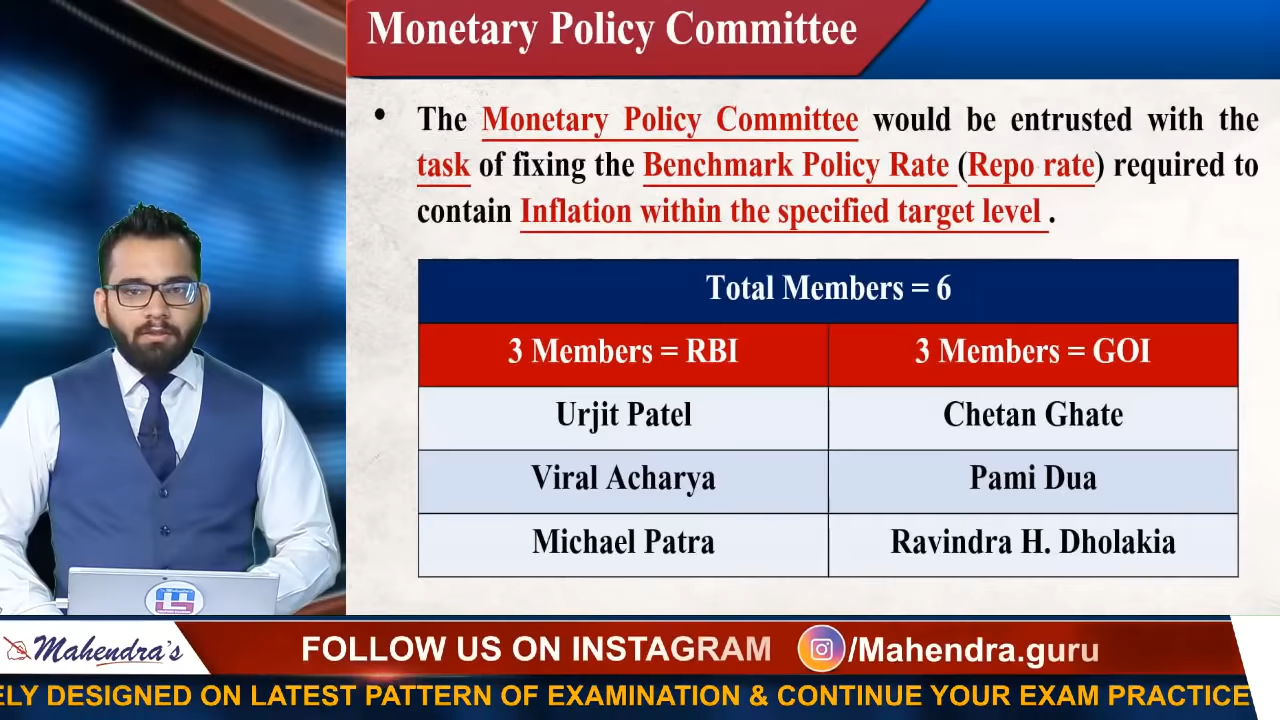 Monetary Policy Committee
• The Monetary Policy Committee would be entrusted with the
task of fixing the Benchmark Policy Rate (Repo rate) required to
contain Inflation within the specified target level .
Total Members = 6
3 Members = RBI 3 Members = GOI
Urjit Patel Chetan Ghate
Viral Acharya Pami Dua
Michael Patra Ravindra H. Dholakia
Mahendra's FOLLOW US ON INSTAGRAM /Mahendra.guru
ELY DESIGNED ON LATEST PATTERN OF EXAMINATION & CONTINUE YOUR EXAM PRACTICE